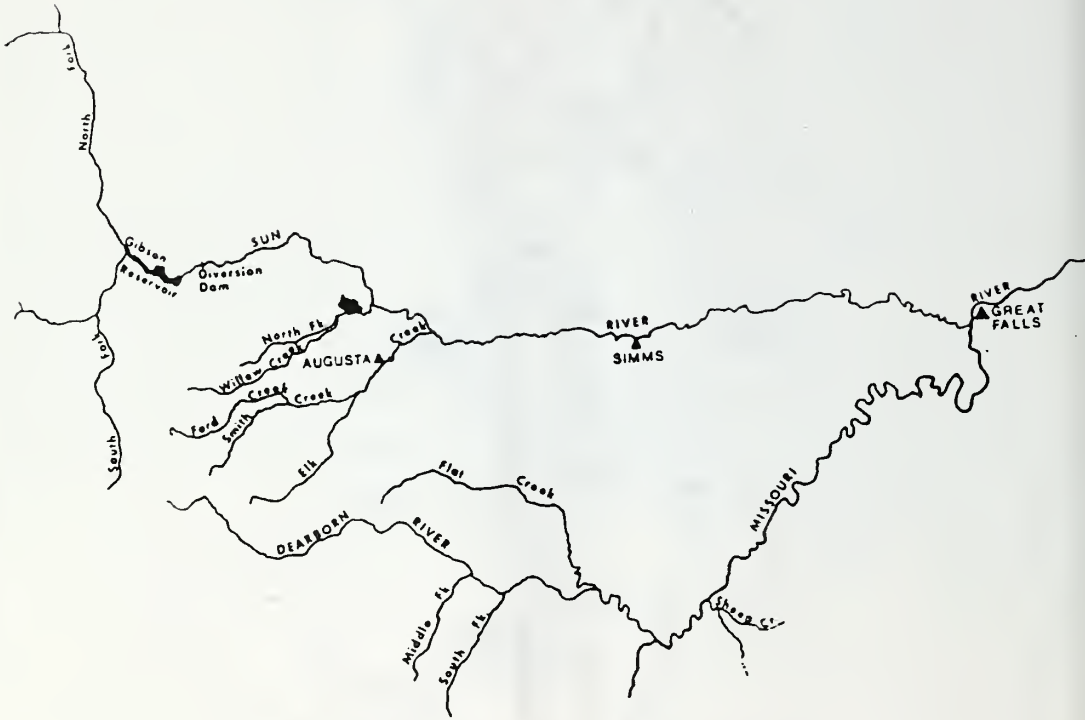 Fork
North
Gibson
Reservoir
Diversion
Dam
SUN
North Fk
Willow Creek
AUGUSTA
Creek
Ford Creek
Smith Creek
Elk
Fork
South
RIVER
SIMMS
RIVER
GREAT
FALLS
MISSOURI
Flat Creek
DEARBORN RIVER
Middle Fk
South Fk
Sheep Cr.